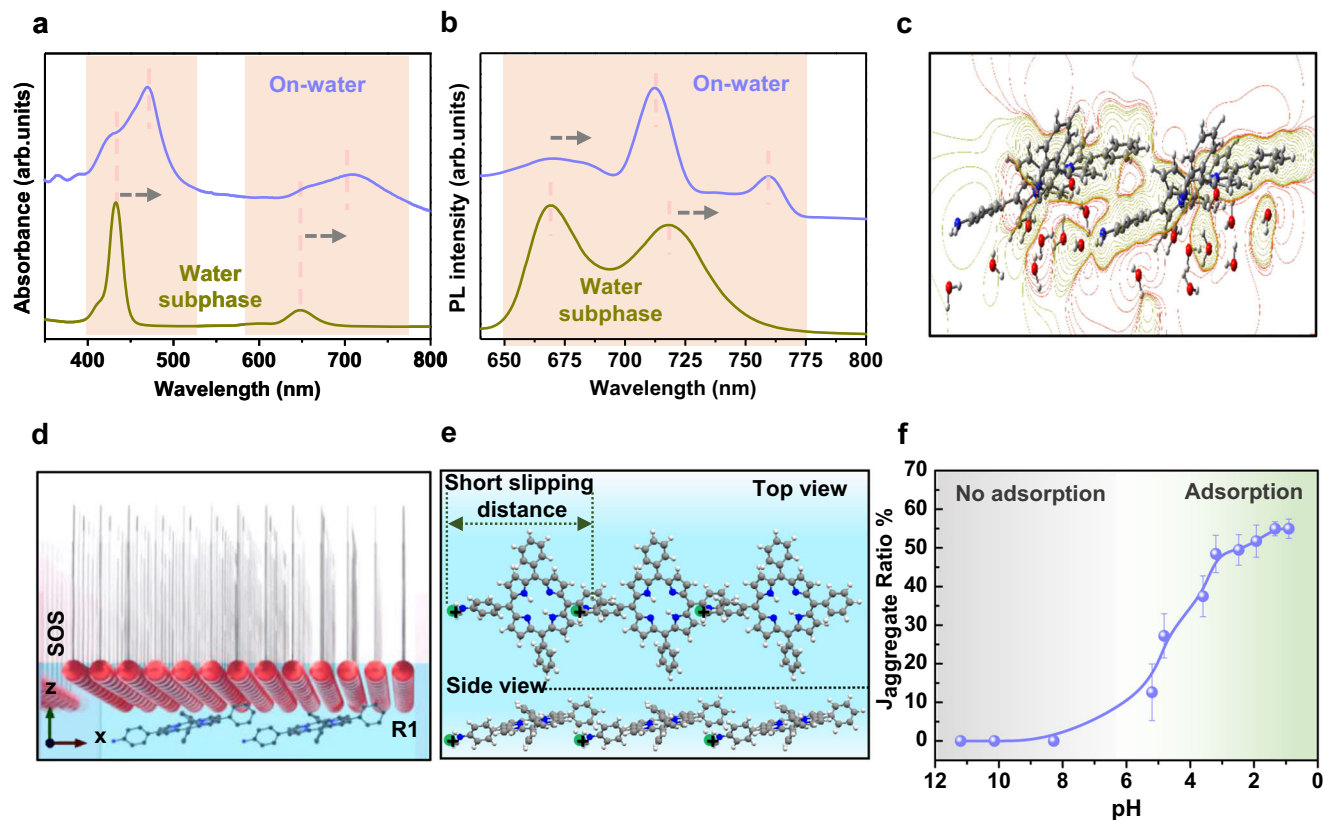 a
Absorbance (arb.units)
On-water
Water
subphase
400 500 600 700 800
Wavelength (nm)
b
PL intensity (arb.units)
On-water
Water
subphase
650 675 700 725 750 775 800
Wavelength (nm)
c
d
SOS
z
x
R1
e
Short slipping
distance
Top view
Side view
+ + +
+ + +
f
Jaggregate Ratio %
70
60
50
40
30
20
10
0
No adsorption
Adsorption
12 10 8 6 4 2 0
pH